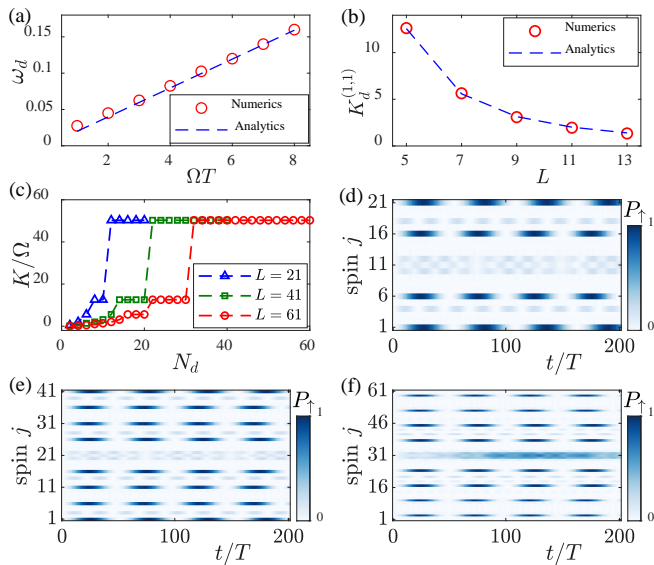 (a)
ω_d
0.15
0.1
0.05
0
2
4
6
8
ΩT
Numerics
Analytics
(b)
K_d^{(1,1)}
10
5
0
5
7
9
11
13
L
Numerics
Analytics
(c)
K/Ω
60
40
20
0
0
20
40
60
N_d
L = 21
L = 41
L = 61
(d)
spin j
21
16
11
6
1
0
100
200
t/T
P_↑
1
0
(e)
spin j
41
31
21
11
1
0
100
200
t/T
P_↑
1
0
(f)
spin j
61
46
31
16
1
0
100
200
t/T
P_↑
1
0